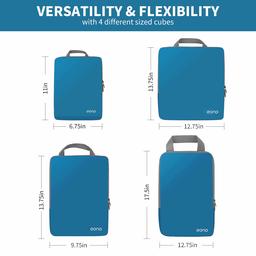 VERSATILITY & FLEXIBILITY
with 4 different sized cubes
11in
eono
6.75in
13.75in
eono
12.75in
13.75in
eono
9.75in
17.5in
eono
12.75in